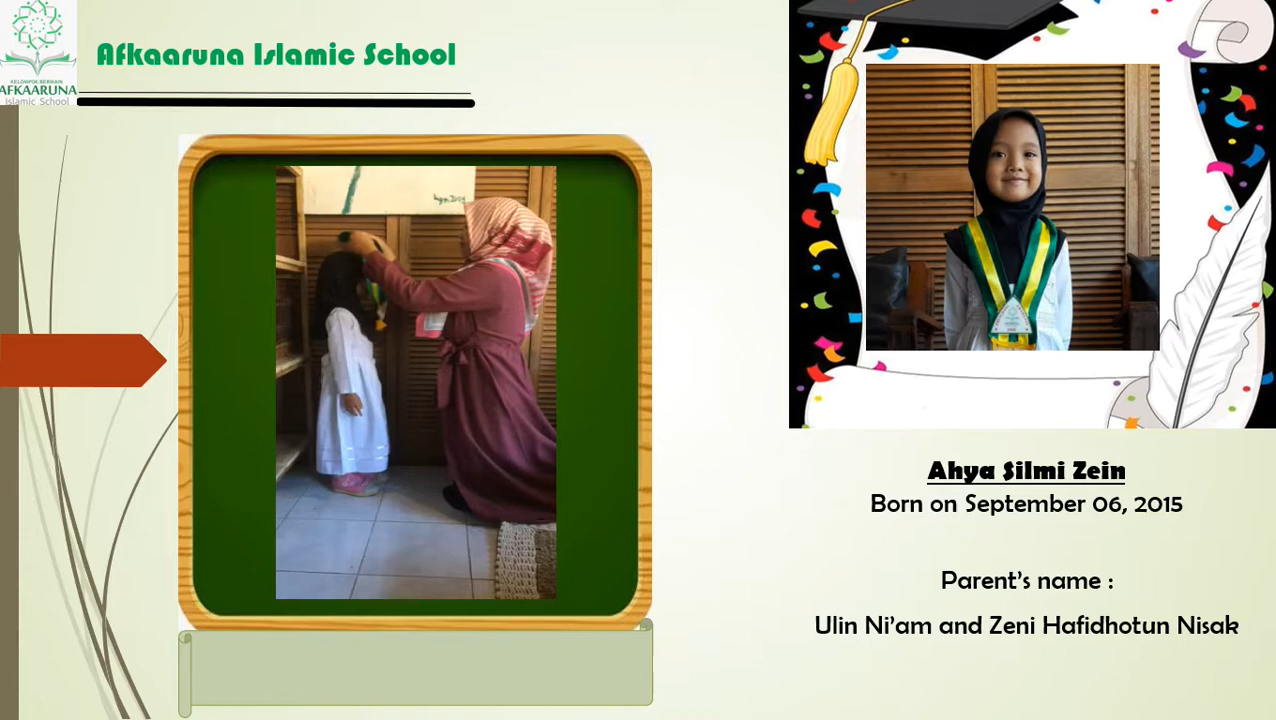 KELOMPOK BERMAIN
AFKAARUNA
Islamic School
Afkaaruna Islamic School
Ahya Silmi Zein
Born on September 06, 2015
Parent's name :
Ulin Ni'am and Zeni Hafidhotun Nisak